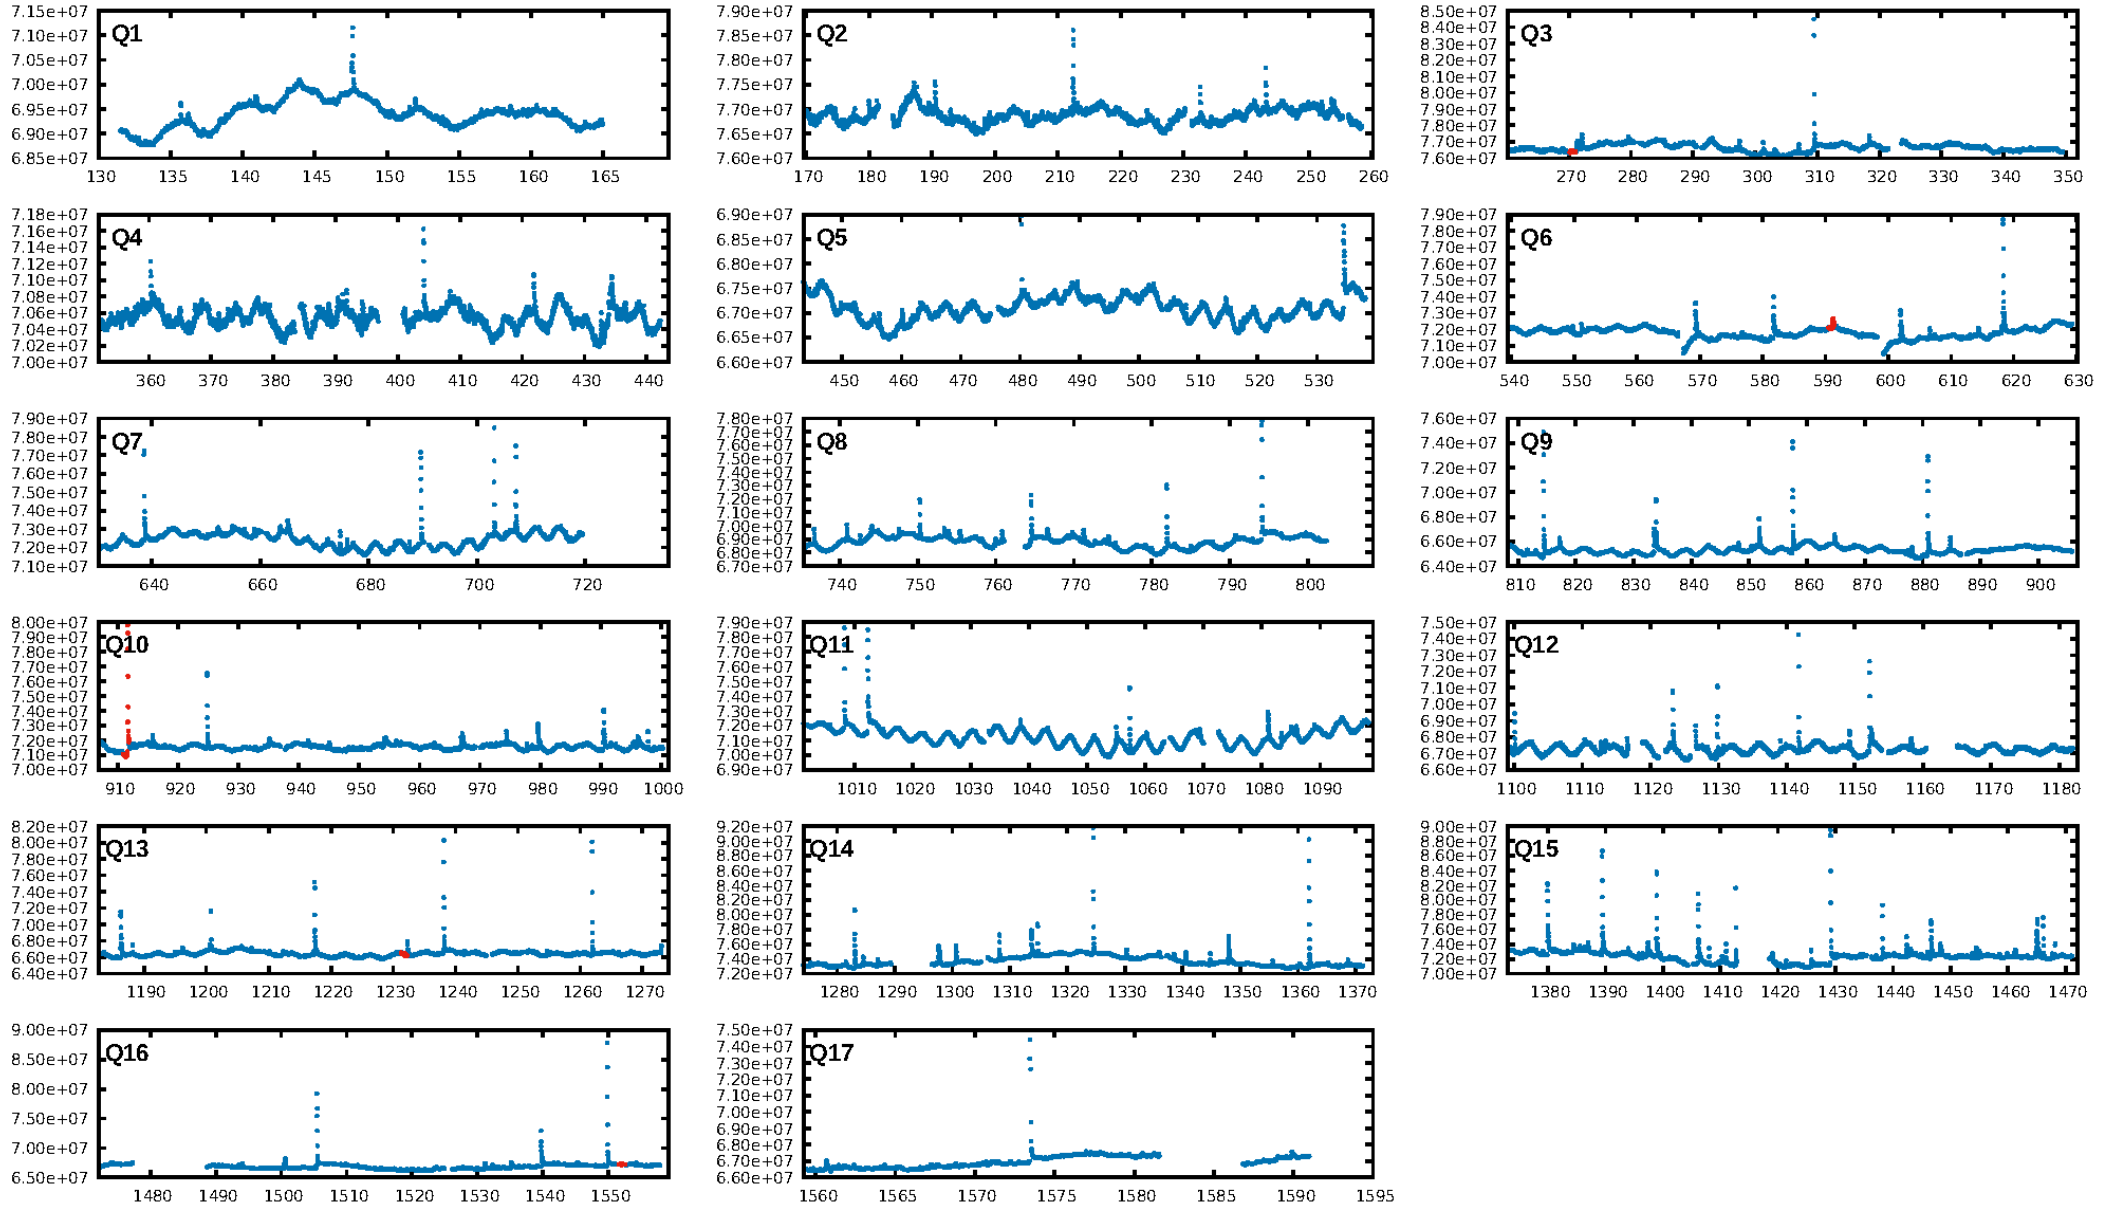 7.15e+07
7.10e+07
7.05e+07
7.00e+07
6.95e+07
6.90e+07
6.85e+07
Q1
130 135 140 145 150 155 160 165
7.90e+07
7.85e+07
7.80e+07
7.75e+07
7.70e+07
7.65e+07
7.60e+07
Q2
170 180 190 200 210 220 230 240 250 260
8.50e+07
8.40e+07
8.30e+07
8.20e+07
8.10e+07
8.00e+07
7.90e+07
7.80e+07
7.70e+07
7.60e+07
Q3
270 280 290 300 310 320 330 340 350
7.18e+07
7.16e+07
7.14e+07
7.12e+07
7.10e+07
7.08e+07
7.06e+07
7.04e+07
7.02e+07
7.00e+07
Q4
360 370 380 390 400 410 420 430 440
6.90e+07
6.85e+07
6.80e+07
6.75e+07
6.70e+07
6.65e+07
6.60e+07
Q5
450 460 470 480 490 500 510 520 530
7.90e+07
7.80e+07
7.70e+07
7.60e+07
7.50e+07
7.40e+07
7.30e+07
7.20e+07
7.10e+07
7.00e+07
Q6
540 550 560 570 580 590 600 610 620 630
7.90e+07
7.80e+07
7.70e+07
7.60e+07
7.50e+07
7.40e+07
7.30e+07
7.20e+07
7.10e+07
Q7
640 660 680 700 720
7.80e+07
7.70e+07
7.60e+07
7.50e+07
7.40e+07
7.30e+07
7.20e+07
7.10e+07
7.00e+07
6.90e+07
6.80e+07
6.70e+07
Q8
740 750 760 770 780 790 800
7.60e+07
7.40e+07
7.20e+07
7.00e+07
6.80e+07
6.60e+07
6.40e+07
Q9
810 820 830 840 850 860 870 880 890 900
8.00e+07
7.90e+07
7.80e+07
7.70e+07
7.60e+07
7.50e+07
7.40e+07
7.30e+07
7.20e+07
7.10e+07
7.00e+07
Q10
910 920 930 940 950 960 970 980 990 1000
7.90e+07
7.80e+07
7.70e+07
7.60e+07
7.50e+07
7.40e+07
7.30e+07
7.20e+07
7.10e+07
7.00e+07
6.90e+07
Q11
1010 1020 1030 1040 1050 1060 1070 1080 1090
7.50e+07
7.40e+07
7.30e+07
7.20e+07
7.10e+07
7.00e+07
6.90e+07
6.80e+07
6.70e+07
6.60e+07
Q12
1100 1110 1120 1130 1140 1150 1160 1170 1180
8.20e+07
8.00e+07
7.80e+07
7.60e+07
7.40e+07
7.20e+07
7.00e+07
6.80e+07
6.60e+07
6.40e+07
Q13
1190 1200 1210 1220 1230 1240 1250 1260 1270
9.20e+07
9.00e+07
8.80e+07
8.60e+07
8.40e+07
8.20e+07
8.00e+07
7.80e+07
7.60e+07
7.40e+07
7.20e+07
Q14
1280 1290 1300 1310 1320 1330 1340 1350 1360 1370
9.00e+07
8.80e+07
8.60e+07
8.40e+07
8.20e+07
8.00e+07
7.80e+07
7.60e+07
7.40e+07
7.20e+07
7.00e+07
Q15
1380 1390 1400 1410 1420 1430 1440 1450 1460 1470
9.00e+07
8.50e+07
8.00e+07
7.50e+07
7.00e+07
6.50e+07
Q16
1480 1490 1500 1510 1520 1530 1540 1550
7.50e+07
7.40e+07
7.30e+07
7.20e+07
7.10e+07
7.00e+07
6.90e+07
6.80e+07
6.70e+07
6.60e+07
Q17
1560 1565 1570 1575 1580 1585 1590 1595